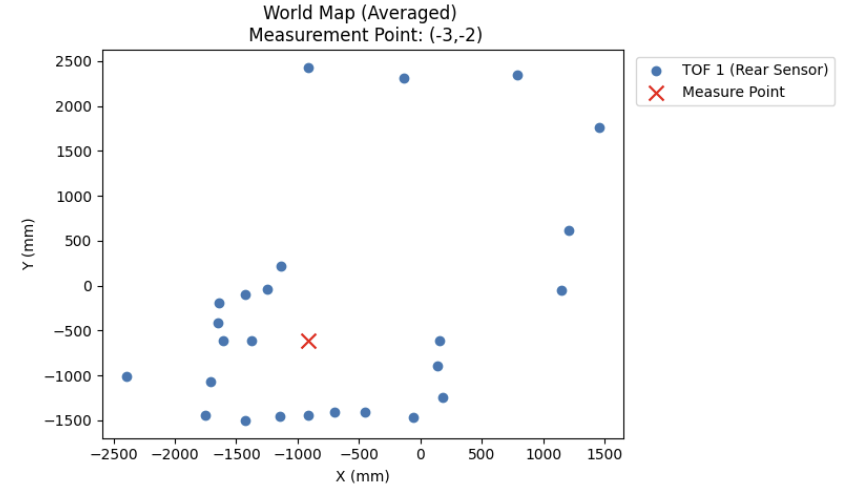 World Map (Averaged)
Measurement Point: (-3,-2)
TOF 1 (Rear Sensor)
Measure Point
Y (mm)
2500
2000
1500
1000
500
0
−500
−1000
−1500
−2500 −2000 −1500 −1000 −500 0 500 1000 1500
X (mm)